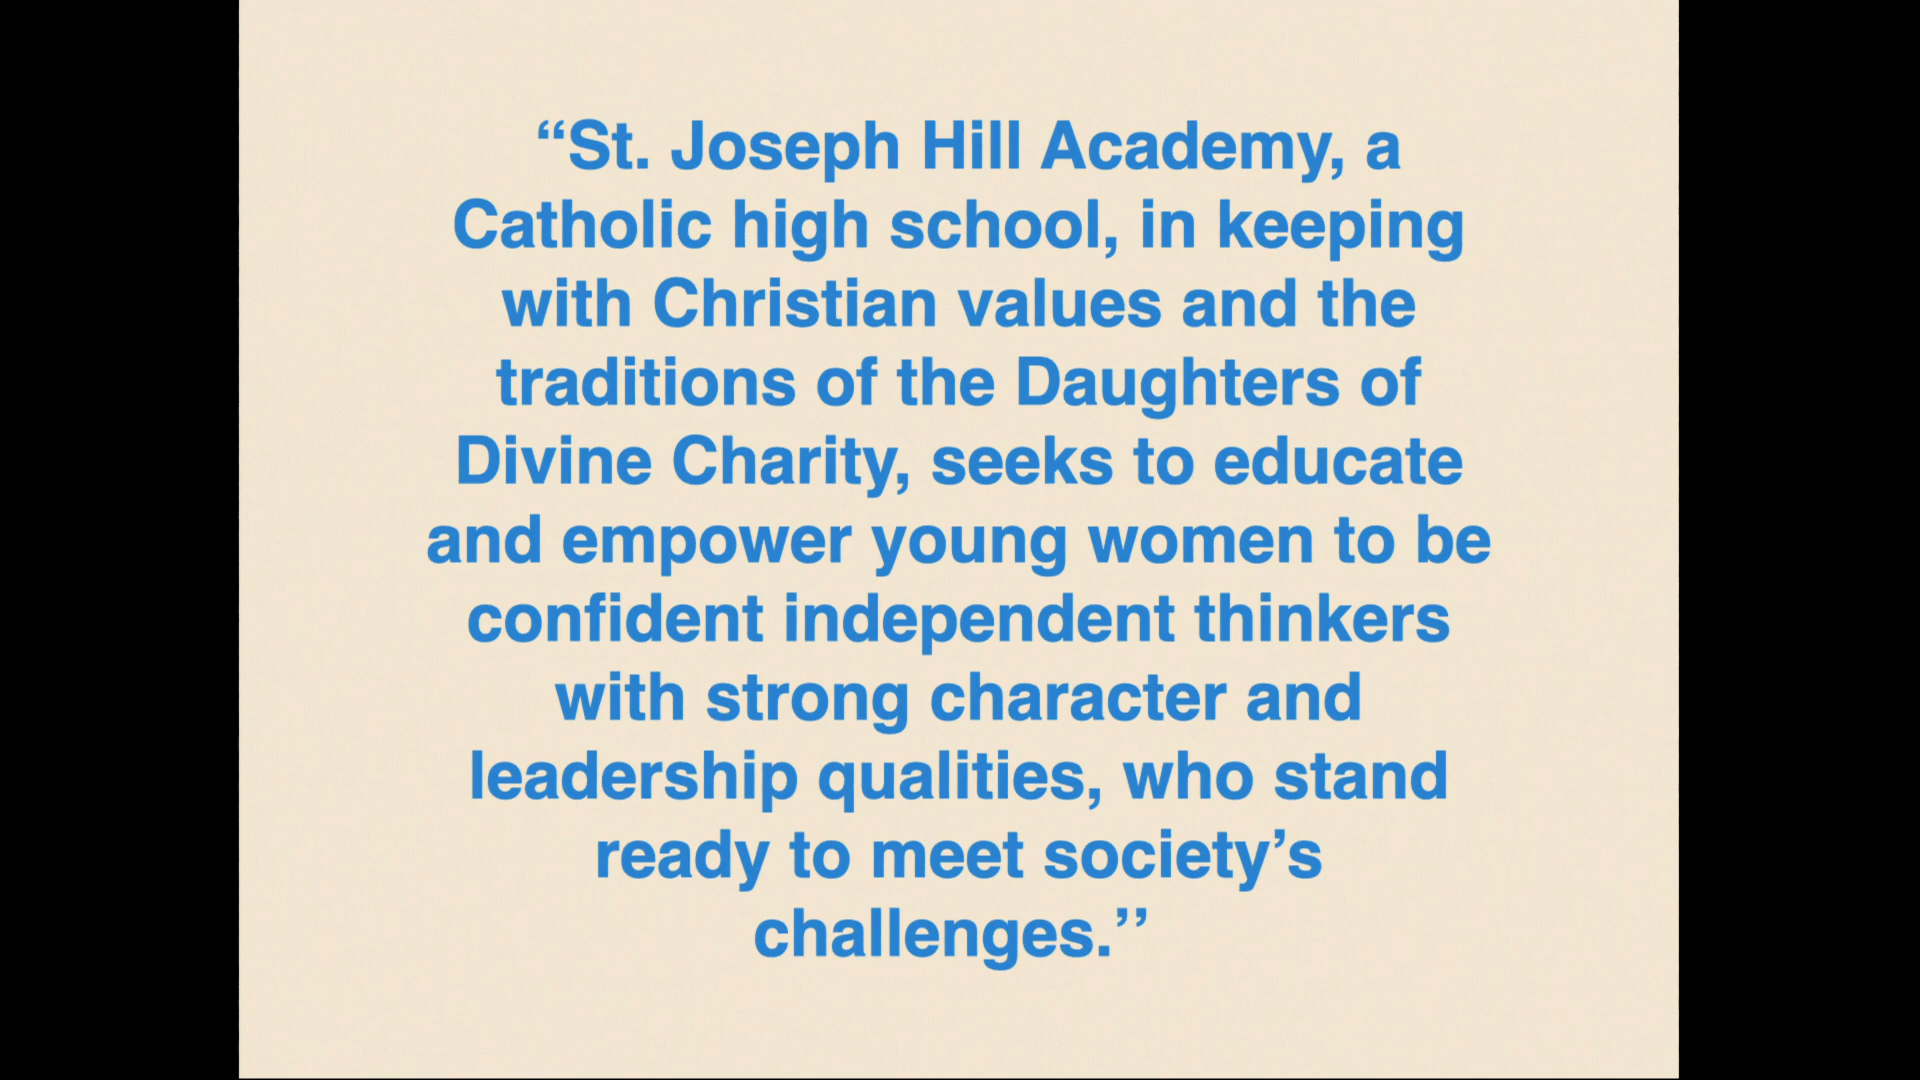 “St. Joseph Hill Academy, a
Catholic high school, in keeping
with Christian values and the
traditions of the Daughters of
Divine Charity, seeks to educate
and empower young women to be
confident independent thinkers
with strong character and
leadership qualities, who stand
ready to meet society’s
challenges.’’